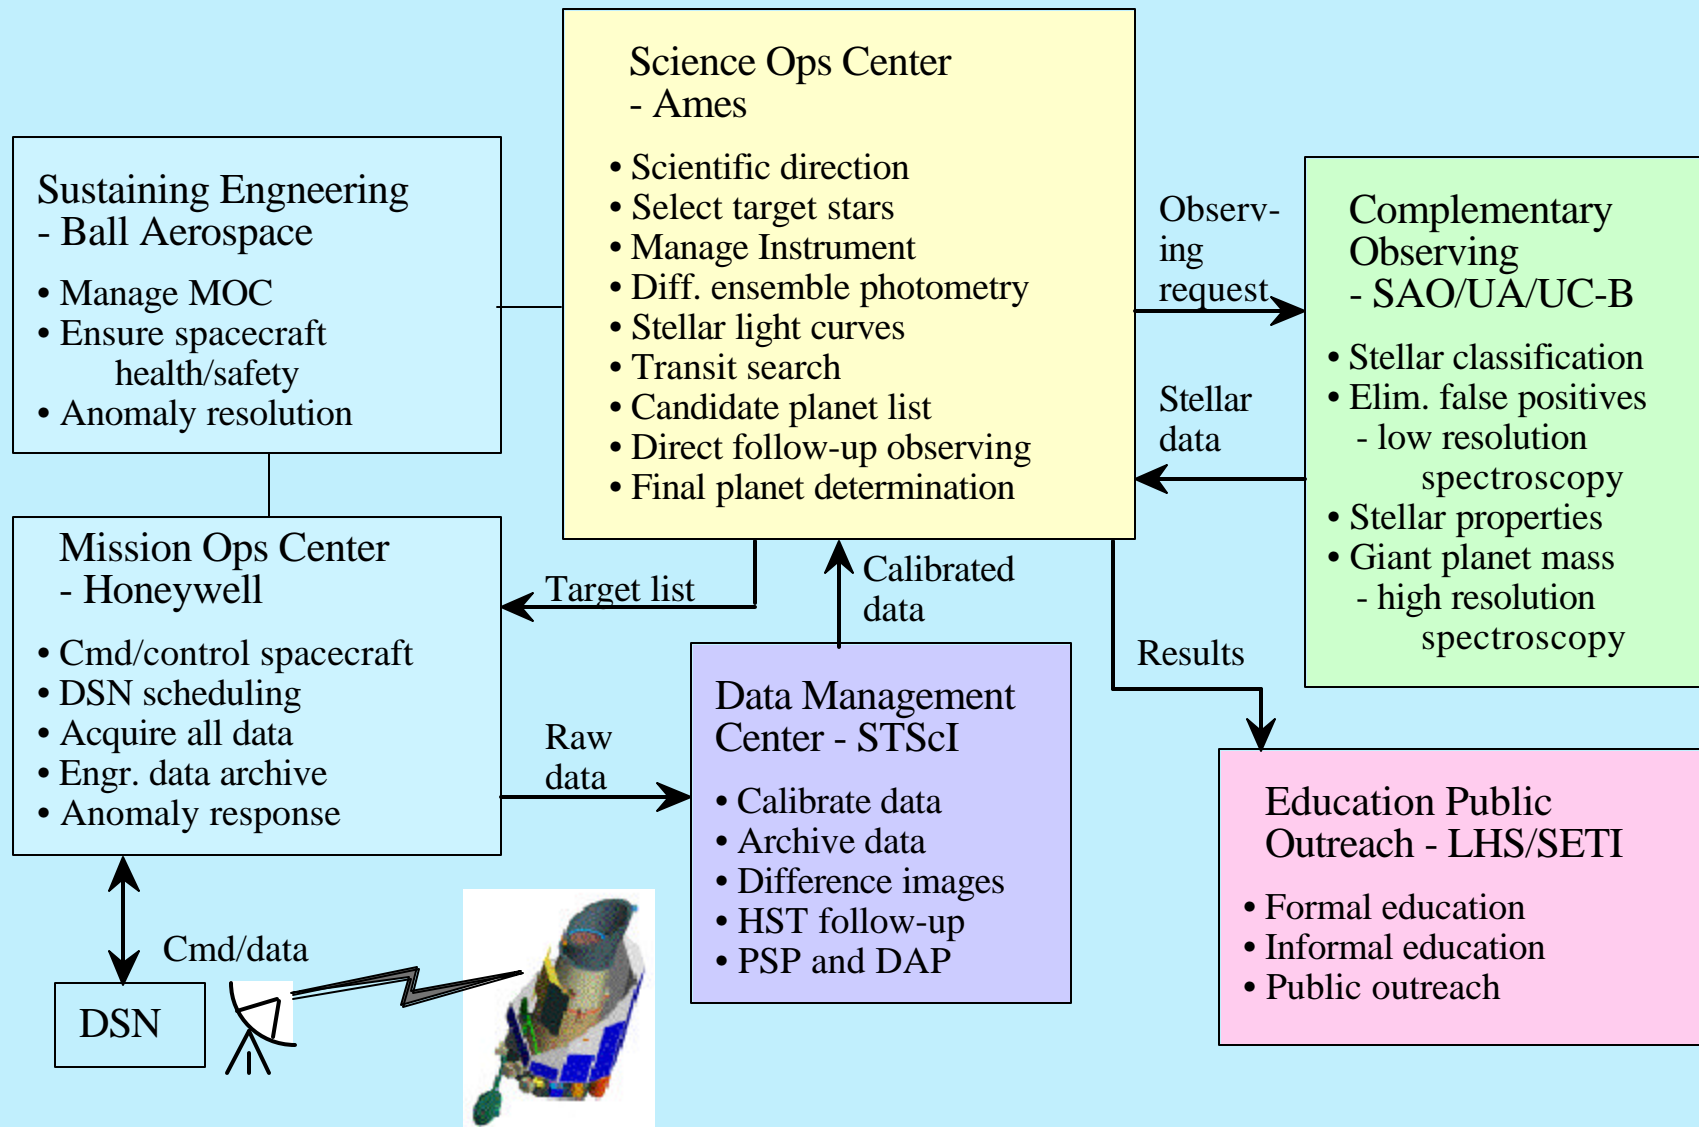 Science Ops Center
- Ames
• Scientific direction
• Select target stars
• Manage Instrument
• Diff. ensemble photometry
• Stellar light curves
• Transit search
• Candidate planet list
• Direct follow-up observing
• Final planet determination
Sustaining Engneering
- Ball Aerospace
• Manage MOC
• Ensure spacecraft
health/safety
• Anomaly resolution
Observ-
ing
request
Stellar
data
Complementary
Observing
- SAO/UA/UC-B
• Stellar classification
• Elim. false positives
- low resolution
spectroscopy
• Stellar properties
• Giant planet mass
- high resolution
spectroscopy
Mission Ops Center
- Honeywell
• Cmd/control spacecraft
• DSN scheduling
• Acquire all data
• Engr. data archive
• Anomaly response
Target list
Calibrated
data
Results
Raw
data
Data Management
Center - STScI
• Calibrate data
• Archive data
• Difference images
• HST follow-up
• PSP and DAP
Education Public
Outreach - LHS/SETI
• Formal education
• Informal education
• Public outreach
Cmd/data
DSN